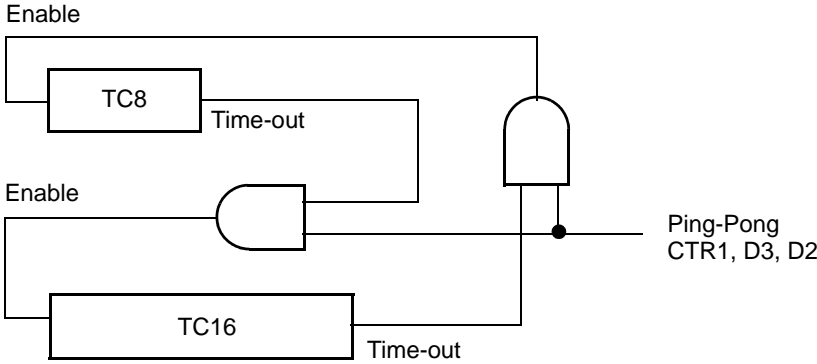 Enable
TC8
Time-out
Enable
Ping-Pong
CTR1, D3, D2
TC16
Time-out